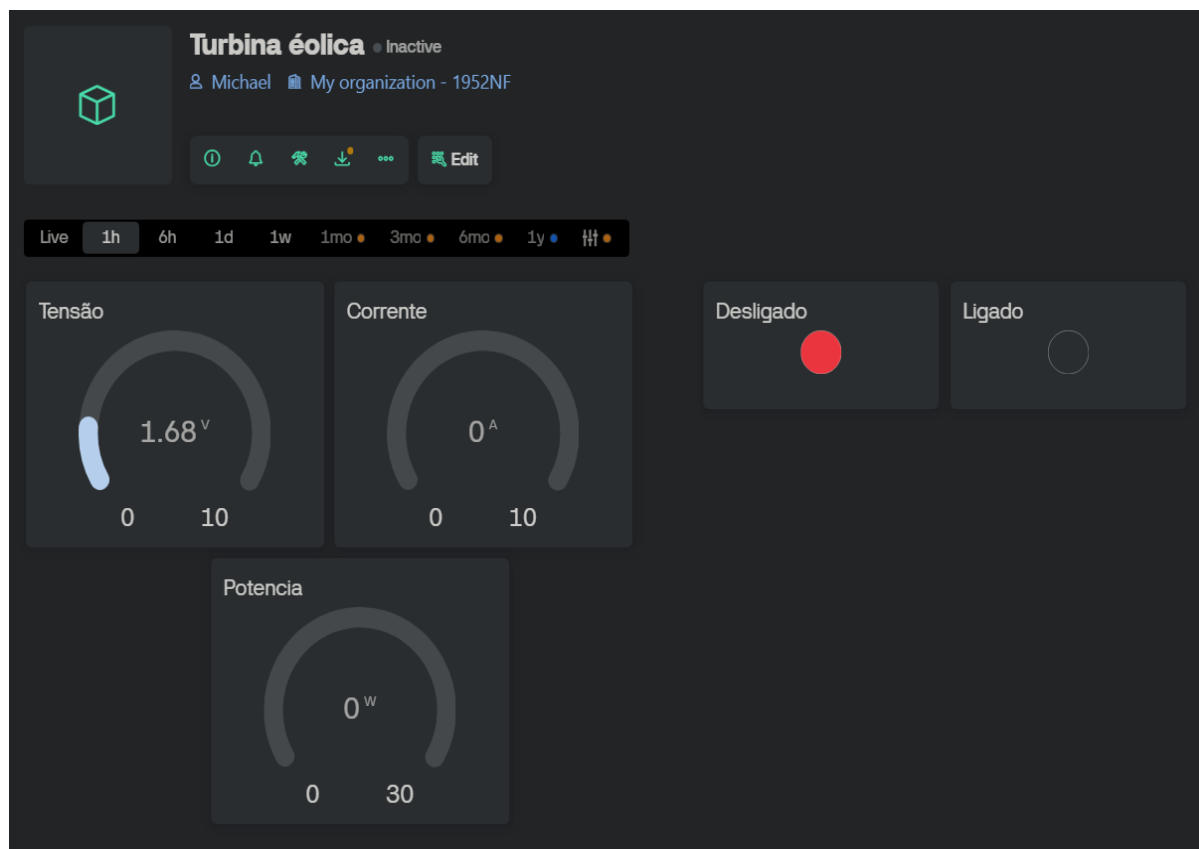 Turbina éolica Inactive
Michael My organization - 1952NF
Edit
Live 1h 6h 1d 1w 1mo 3mo 6mo 1y
Tensão
1.68 V
0 10
Corrente
0 A
0 10
Desligado
Ligado
Potencia
0 W
0 30